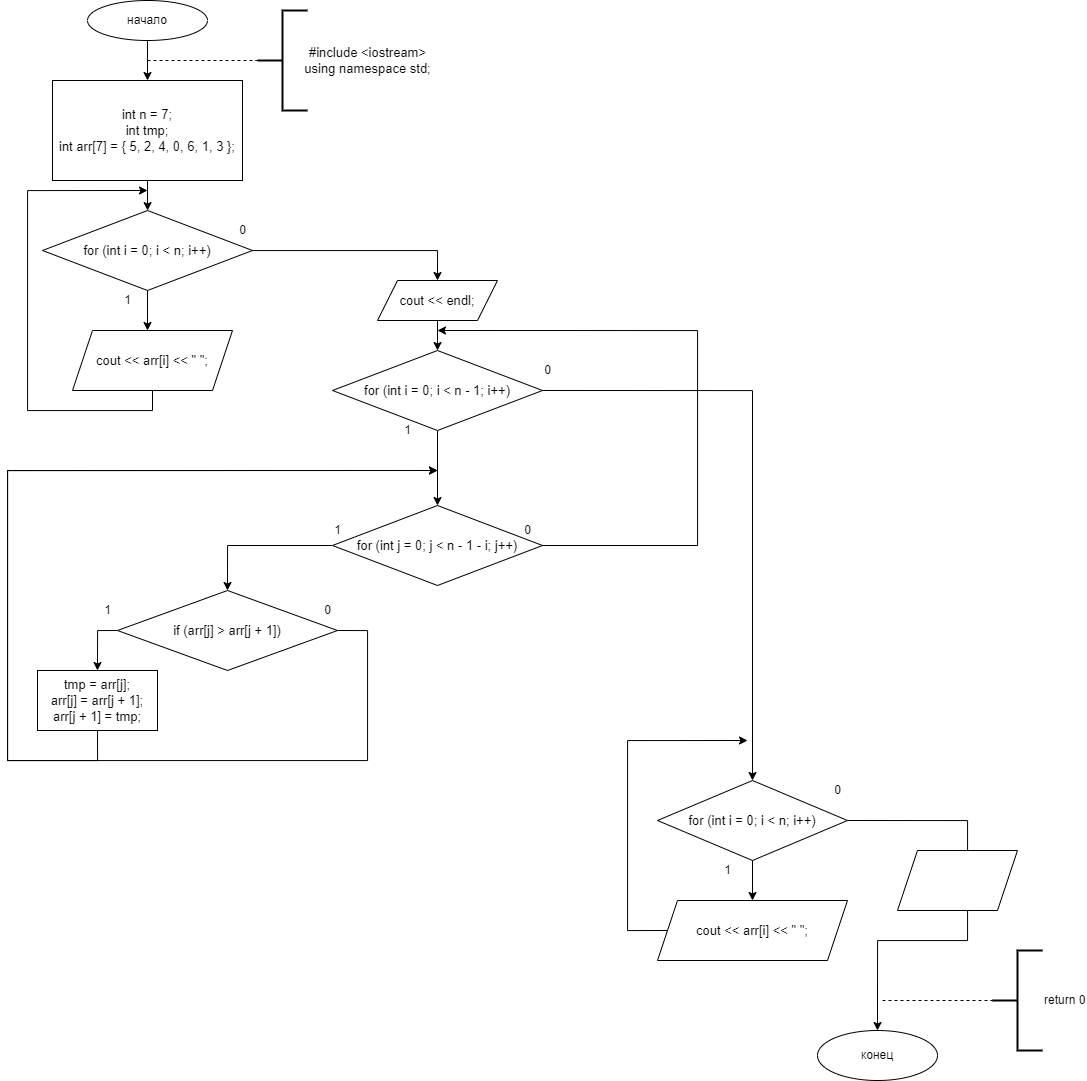 начало
#include <iostream>
using namespace std;
int n = 7;
int tmp;
int arr[7] = { 5, 2, 4, 0, 6, 1, 3 };
for (int i = 0; i < n; i++)
0
1
cout << arr[i] << " ";
cout << endl;
for (int i = 0; i < n - 1; i++)
0
1
for (int j = 0; j < n - 1 - i; j++)
1
0
if (arr[j] > arr[j + 1])
1
0
tmp = arr[j];
arr[j] = arr[j + 1];
arr[j + 1] = tmp;
for (int i = 0; i < n; i++)
0
1
cout << arr[i] << " ";
return 0
конец